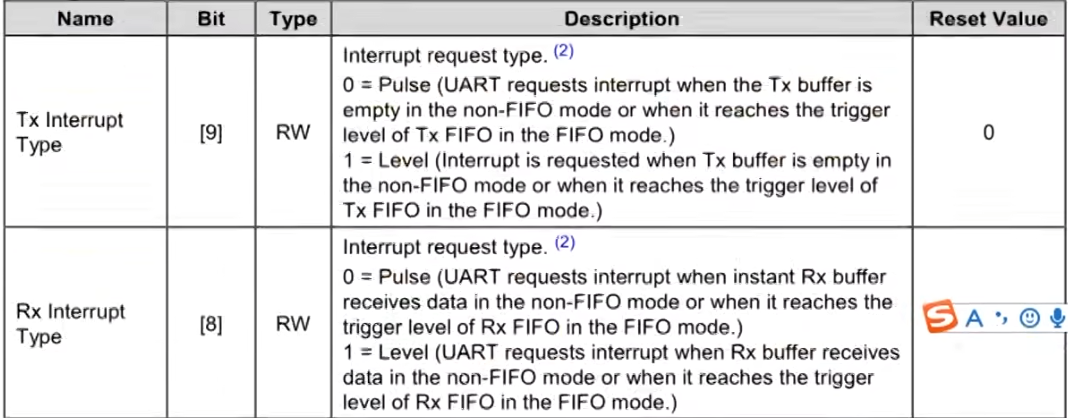 Name Bit Type Description Reset Value
Tx Interrupt
Type
[9]
RW
Interrupt request type. (2)
0 = Pulse (UART requests interrupt when the Tx buffer is
empty in the non-FIFO mode or when it reaches the trigger
level of Tx FIFO in the FIFO mode.)
1 = Level (Interrupt is requested when Tx buffer is empty in
the non-FIFO mode or when it reaches the trigger level of
Tx FIFO in the FIFO mode.)
0
Rx Interrupt
Type
[8]
RW
Interrupt request type. (2)
0 = Pulse (UART requests interrupt when instant Rx buffer
receives data in the non-FIFO mode or when it reaches the
trigger level of Rx FIFO in the FIFO mode.)
1 = Level (UART requests interrupt when Rx buffer receives
data in the non-FIFO mode or when it reaches the trigger
level of Rx FIFO in the FIFO mode.)
S A